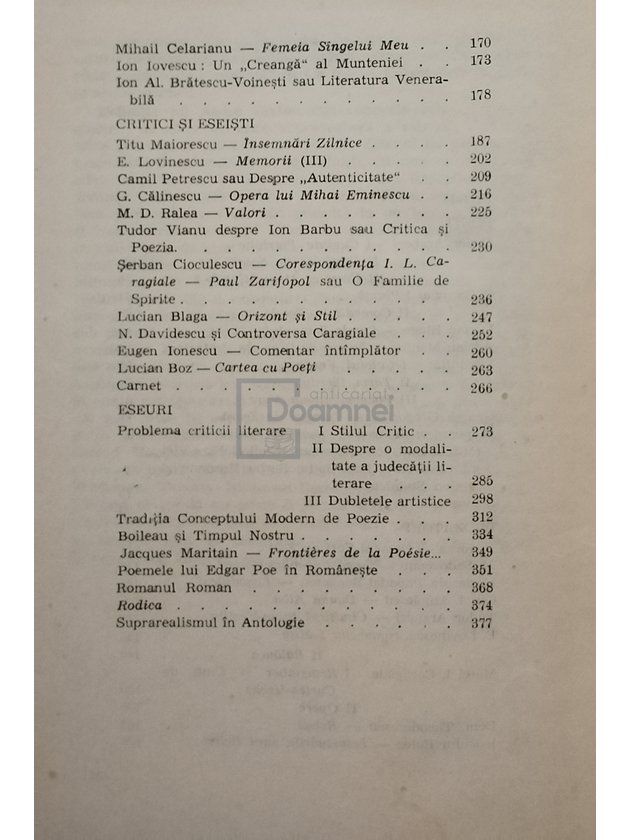 Mihail Celarianu — Femeia Sîngelui Meu . . 170
Ion Iovescu : Un „Creangă“ al Munteniei . . 173
Ion Al. Brătescu-Voinești sau Literatura Venera-
bilă . . . . . . . . . . . . 178
CRITICI ȘI ESEIȘTI
Titu Maiorescu — Însemnări Zilnice . . . . 187
E. Lovinescu — Memorii (III) . . . . . 202
Camil Petrescu sau Despre „Autenticitate“ . . 209
G. Călinescu — Opera lui Mihai Eminescu . . 216
M. D. Ralea — Valori . . . . . . . . 225
Tudor Vianu despre Ion Barbu sau Critica și
Poezia. . . . . . . . . . . . 230
Șerban Cioculescu — Corespondența I. L. Ca-
ragiale — Paul Zarifopol sau O Familie de
Spirite . . . . . . . . . . . 236
Lucian Blaga — Orizont și Stil . . . . . 247
N. Davidescu și Controversa Caragiale . . . 252
Eugen Ionescu — Comentar întîmplător . . 260
Lucian Boz — Cartea cu Poeți . . . . . 263
Carnet . . . . . . . . . . . . 266
anticariat
Doamnei
ESEURI
Problema criticii literare I Stilul Critic . . 273
II Despre o modali-
tate a judecății li-
terare . . . 285
III Dubletele artistice 298
Tradiția Conceptului Modern de Poezie . . . 312
Boileau și Timpul Nostru . . . . . . . 334
Jacques Maritain — Frontières de la Poésie... 349
Poemele lui Edgar Poe în Românește . . . 351
Romanul Roman . . . . . . . . . 368
Rodica . . . . . . . . . . . . 374
Suprarealismul în Antologie . . . . . . 377